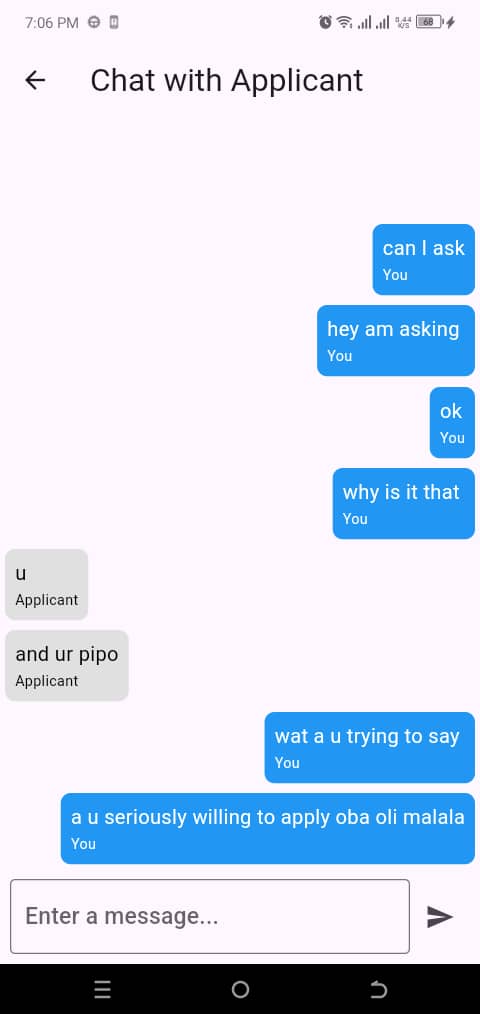 7:06 PM
0.44
K/S
68
Chat with Applicant
can I ask
You
hey am asking
You
ok
You
why is it that
You
u
Applicant
and ur pipo
Applicant
wat a u trying to say
You
a u seriously willing to apply oba oli malala
You
Enter a message...